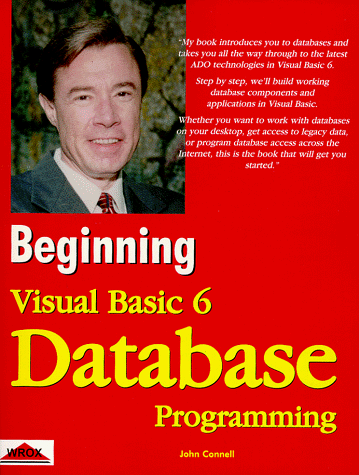 "My book introduces you to databases and
takes you all the way through to the latest
ADO technologies in Visual Basic 6.
Step by step, we'll build working
database components and
applications in Visual Basic.
Whether you want to work with databases
on your desktop, get access to legacy data,
or program database access across the
Internet, this is the book that will get you
started."
Beginning
Visual Basic 6
Database
Programming
John Connell
WROX